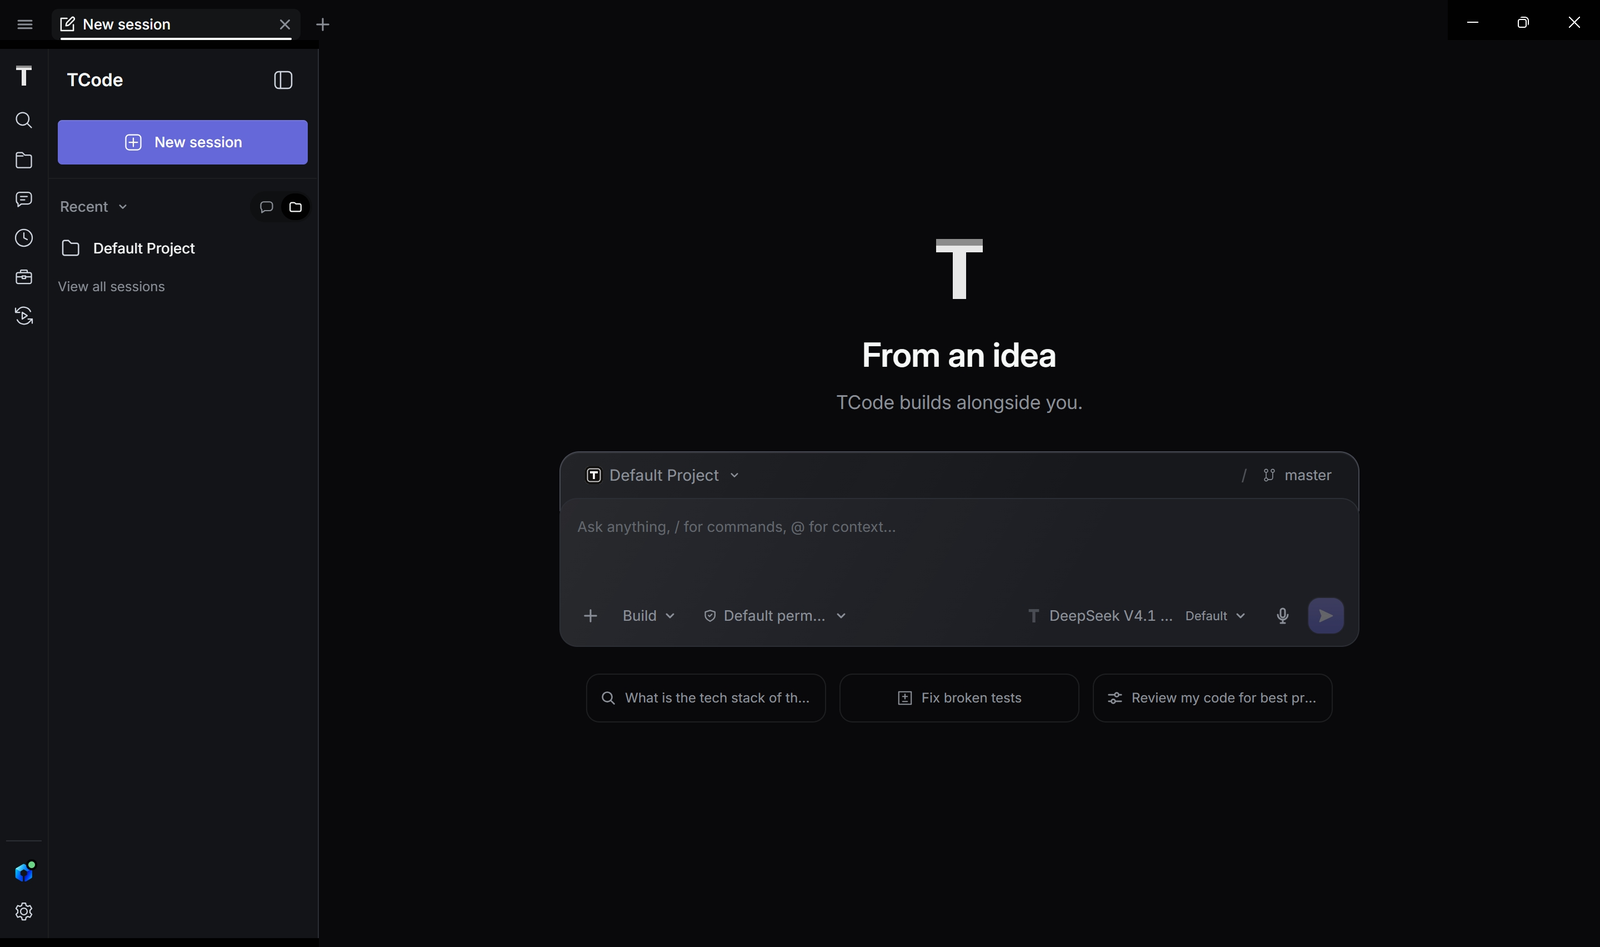 New session
T
TCode
New session
Recent
Default Project
View all sessions
T
From an idea
TCode builds alongside you.
T Default Project
/ master
Ask anything, / for commands, @ for context...
Build
Default perm...
T DeepSeek V4.1 ... Default
What is the tech stack of th...
Fix broken tests
Review my code for best pr...